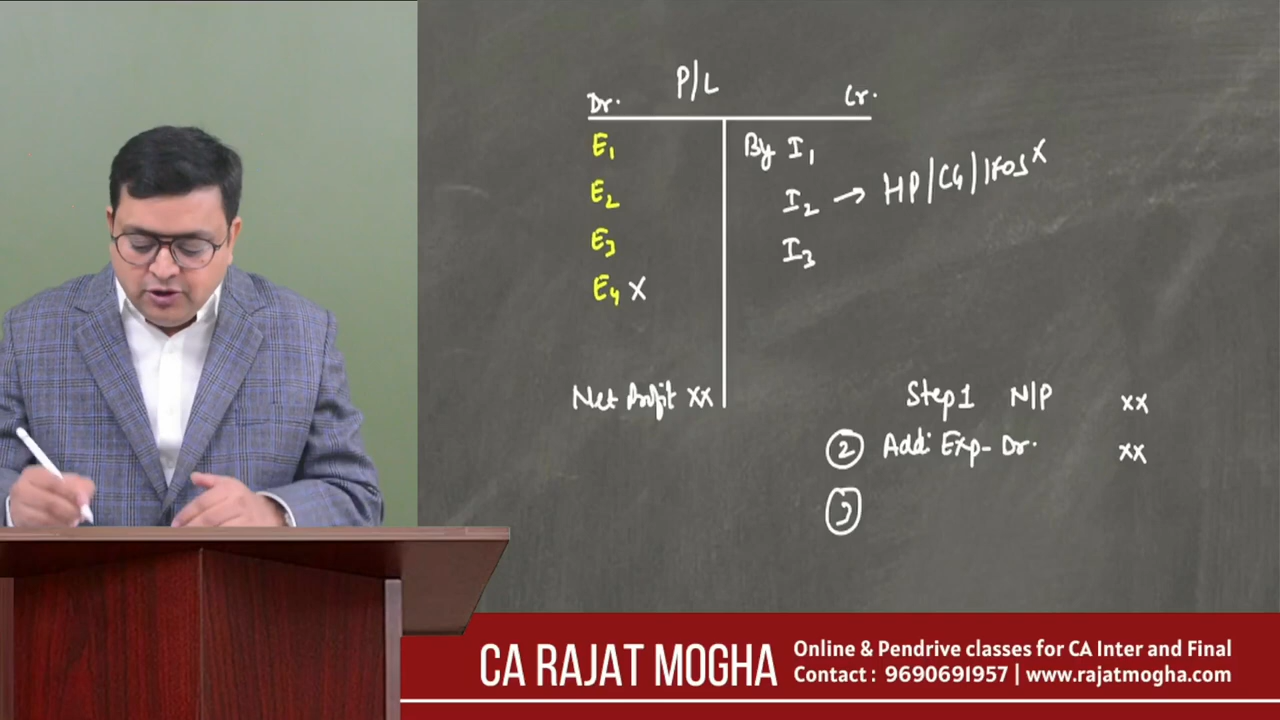 P/L
Dr. Cr.
E1 By I1
E2 I2 → HP/CG/IFOS X
E3 I3
E4 X
Net Profit XX
Step 1 N/P XX
2 Add: Exp- Dr. XX
3
CA RAJAT MOGHA
Online & Pendrive classes for CA Inter and Final
Contact : 9690691957 | www.rajatmogha.com